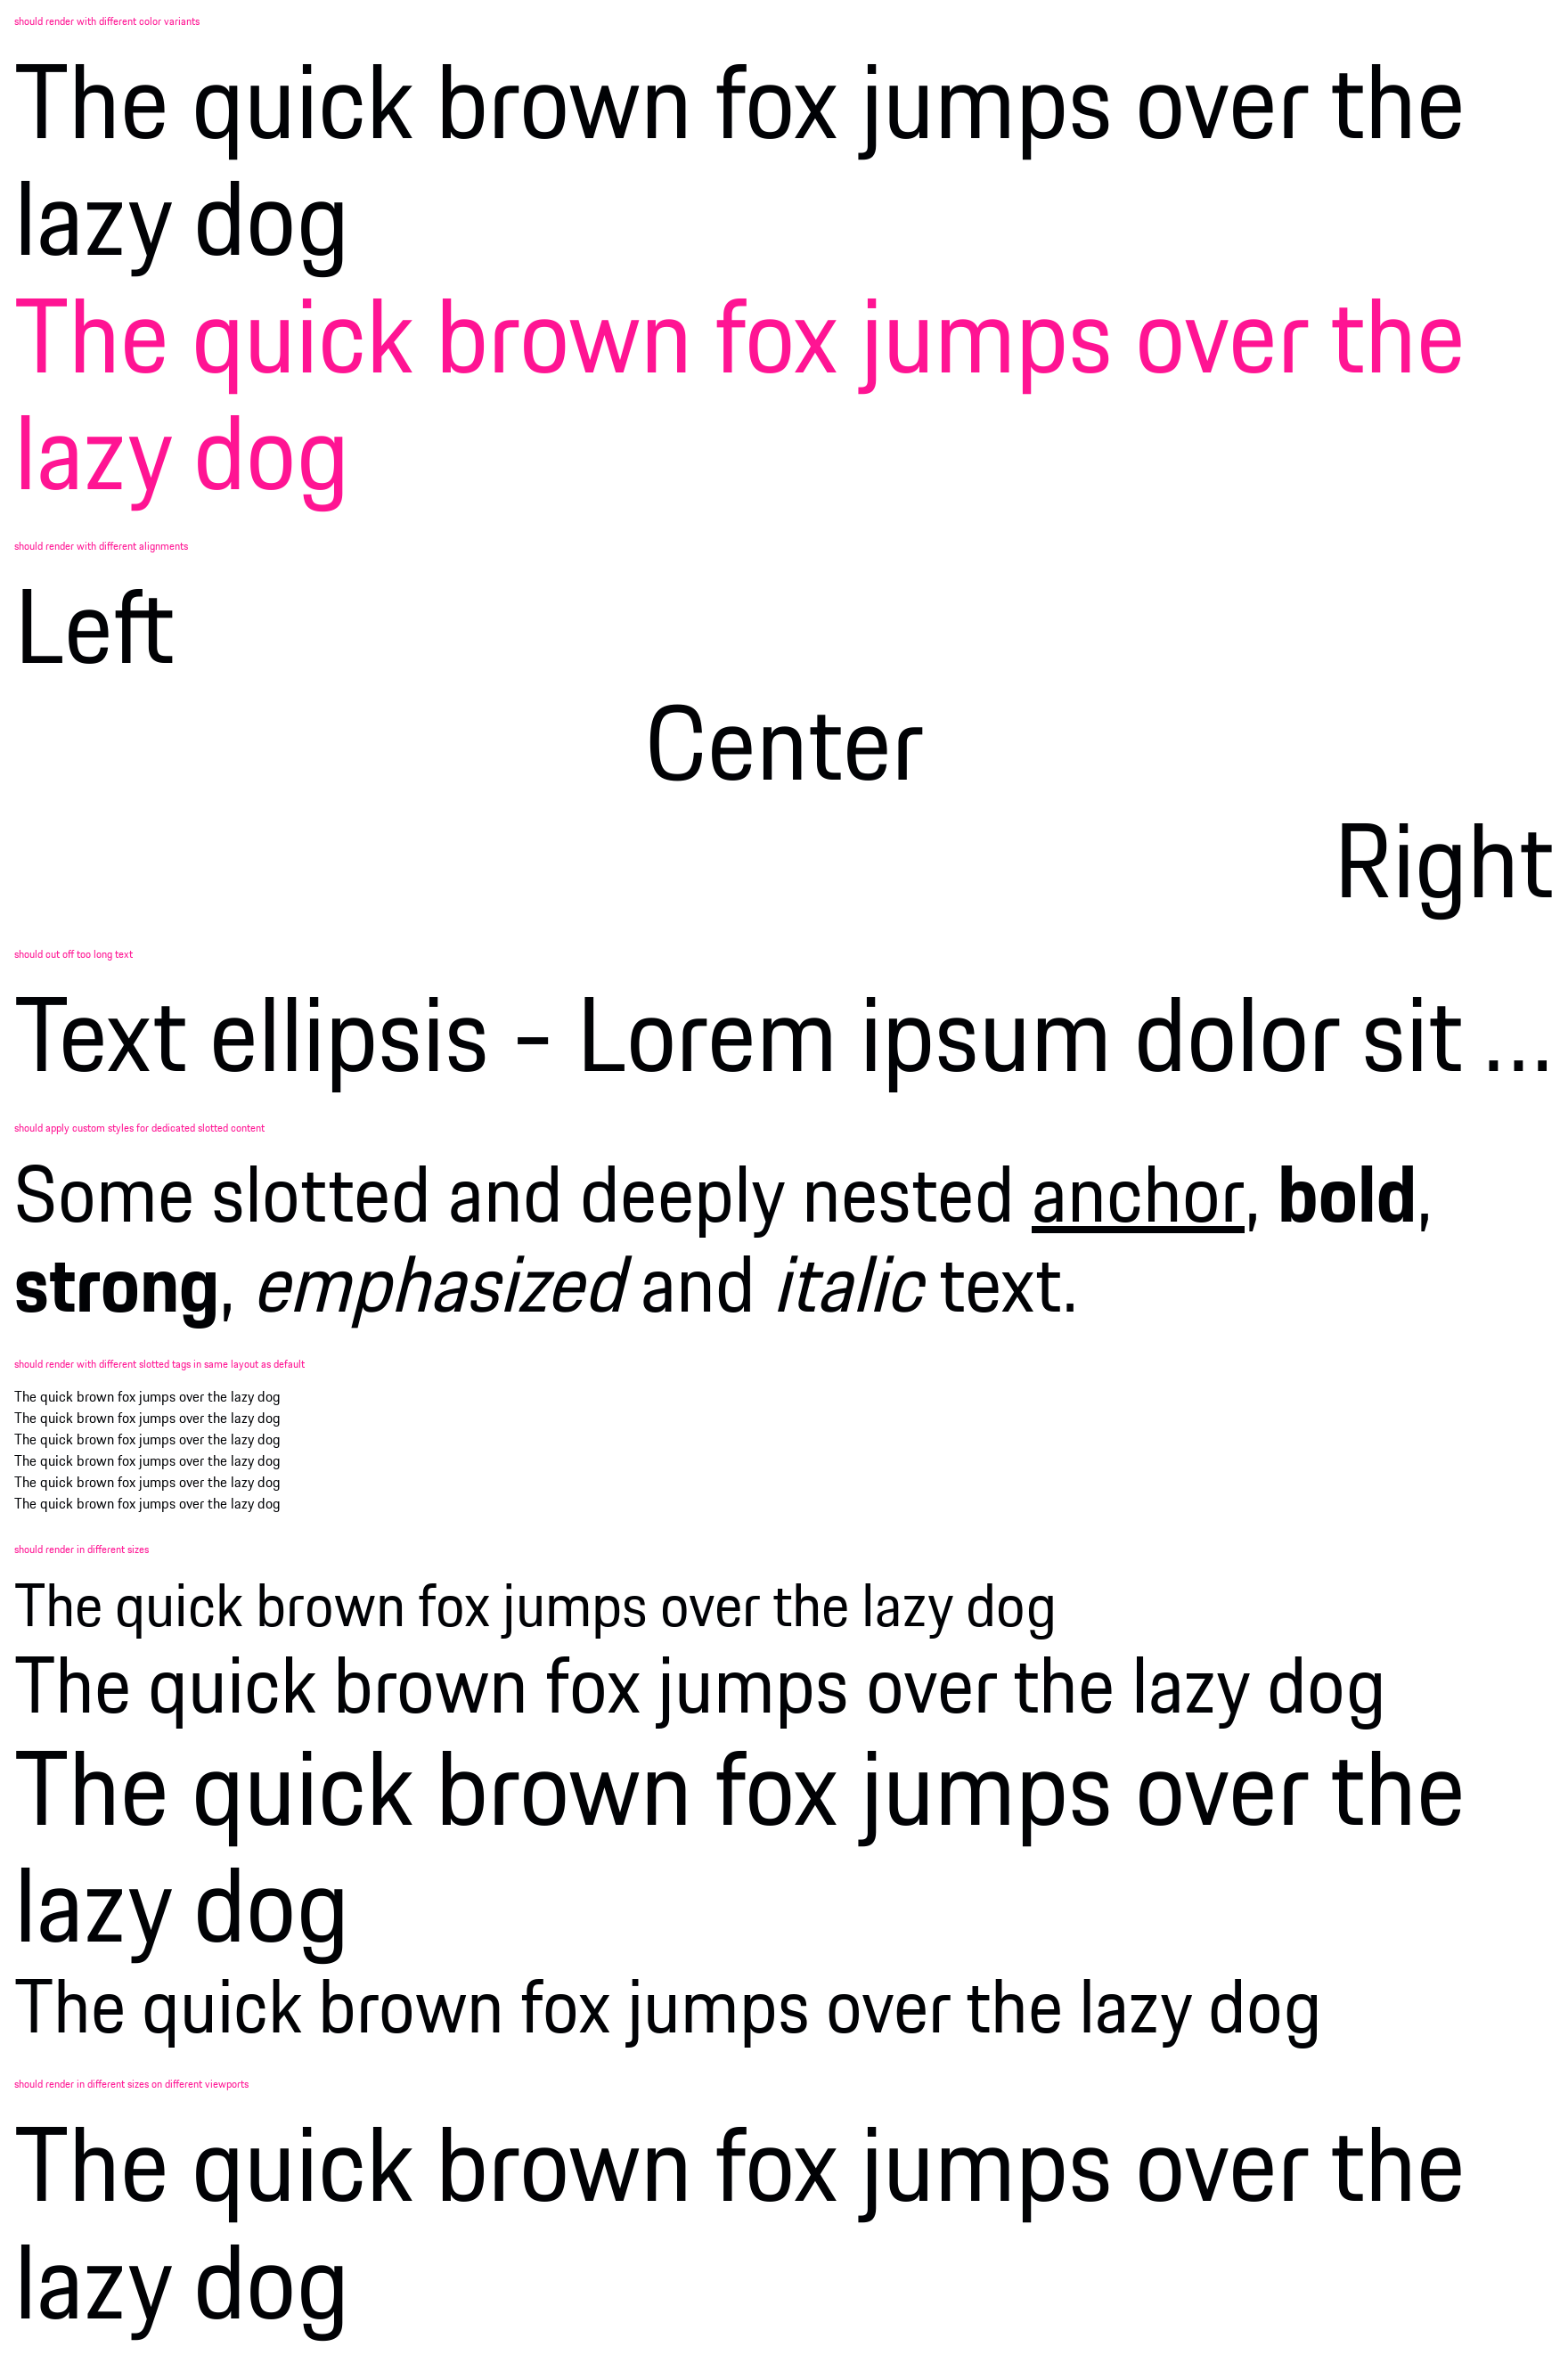 should render with different color variants
The quick brown fox jumps over the
lazy dog
The quick brown fox jumps over the
lazy dog
should render with different alignments
Left
Center
Right
should cut off too long text
Text ellipsis - Lorem ipsum dolor sit ...
should apply custom styles for dedicated slotted content
Some slotted and deeply nested anchor, bold,
strong, emphasized and italic text.
should render with different slotted tags in same layout as default
The quick brown fox jumps over the lazy dog
The quick brown fox jumps over the lazy dog
The quick brown fox jumps over the lazy dog
The quick brown fox jumps over the lazy dog
The quick brown fox jumps over the lazy dog
The quick brown fox jumps over the lazy dog
should render in different sizes
The quick brown fox jumps over the lazy dog
The quick brown fox jumps over the lazy dog
The quick brown fox jumps over the
lazy dog
The quick brown fox jumps over the lazy dog
should render in different sizes on different viewports
The quick brown fox jumps over the
lazy dog